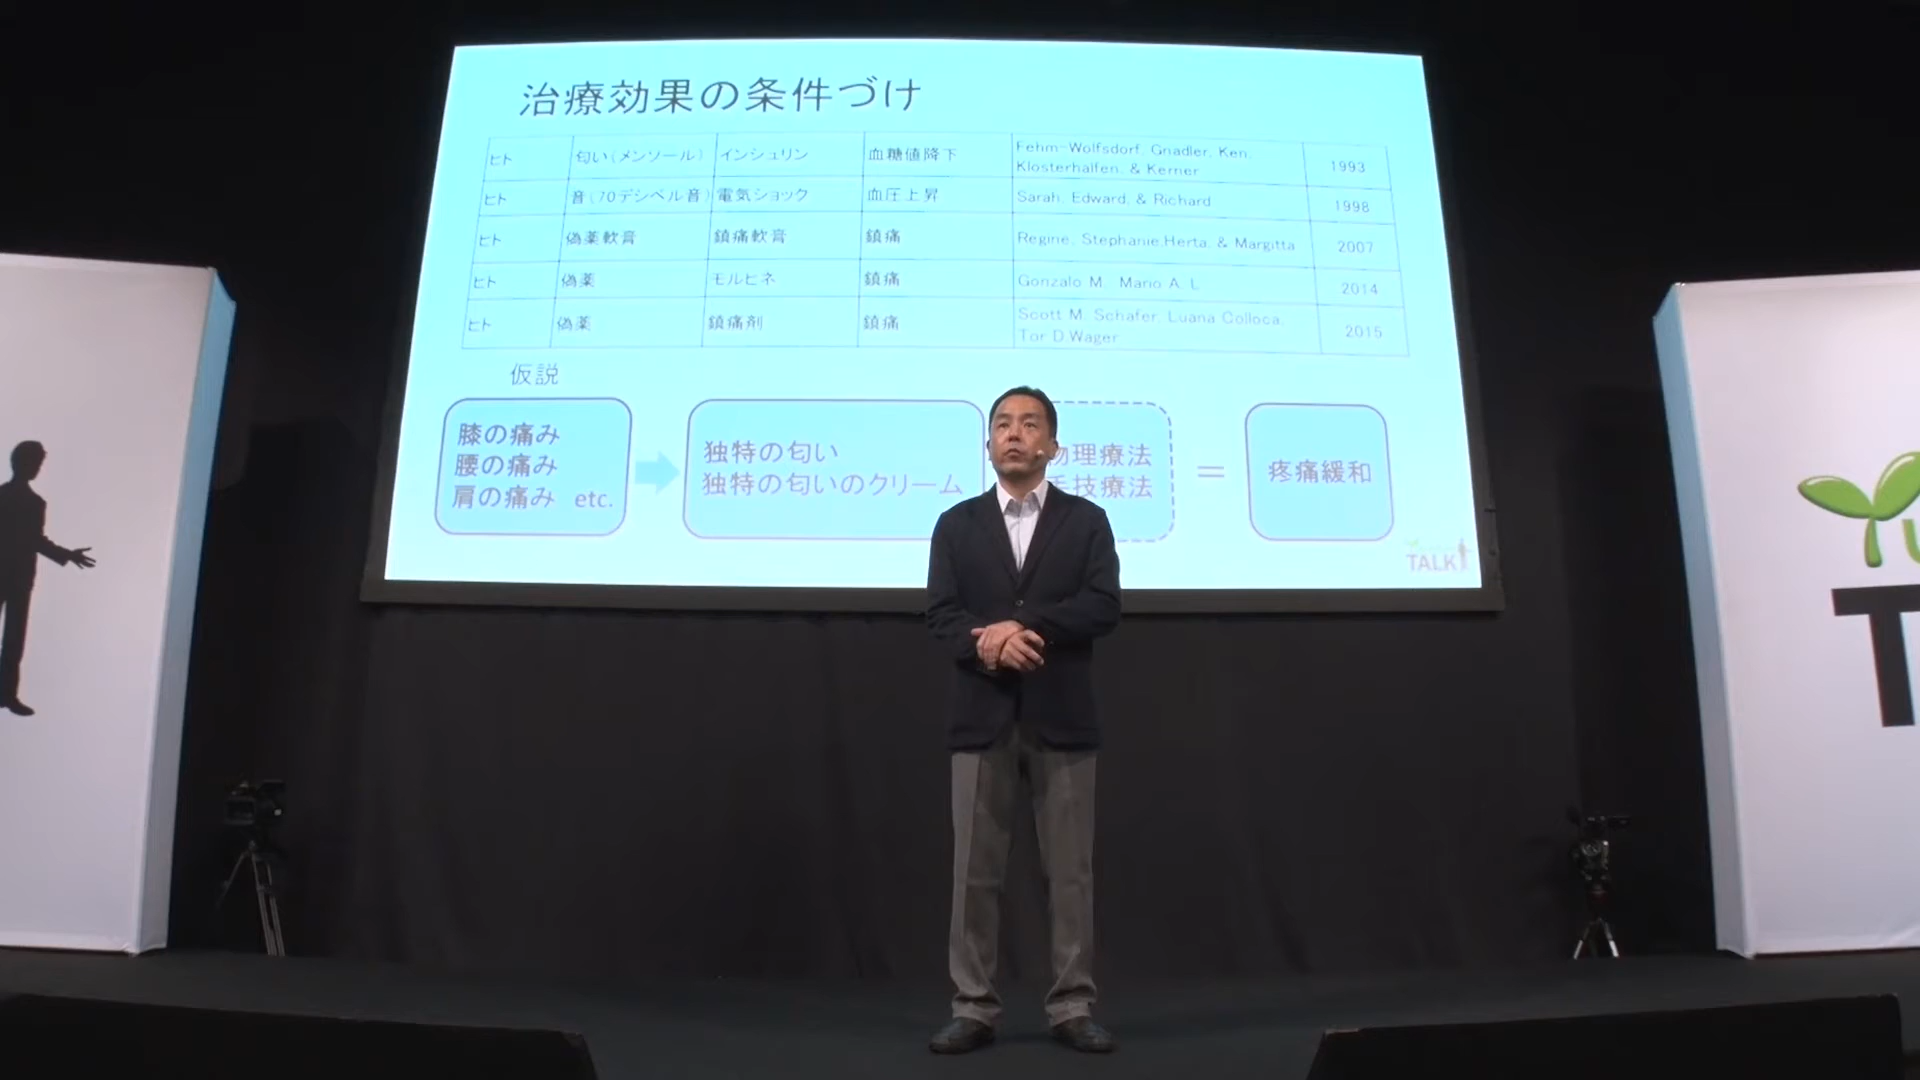 治療効果の条件づけ
ヒト 匂い(メンソール) インシュリン 血糖値降下 Fehm-Wolfsdorf, Gnadler, Ken, Klosterhalfen, & Kerner 1993
ヒト 音(70デシベル音) 電気ショック 血圧上昇 Sarah, Edward, & Richard 1998
ヒト 偽薬軟膏 鎮痛軟膏 鎮痛 Regine, Stephanie,Herta, & Margitta 2007
ヒト 偽薬 モルヒネ 鎮痛 Gonzalo M., Mario A. L 2014
ヒト 偽薬 鎮痛剤 鎮痛 Scott M. Schafer, Luana Colloca, Tor D.Wager 2015
仮説
膝の痛み
腰の痛み
肩の痛み etc.
独特の匂い
独特の匂いのクリーム
物理療法
手技療法
=
疼痛緩和
TALK